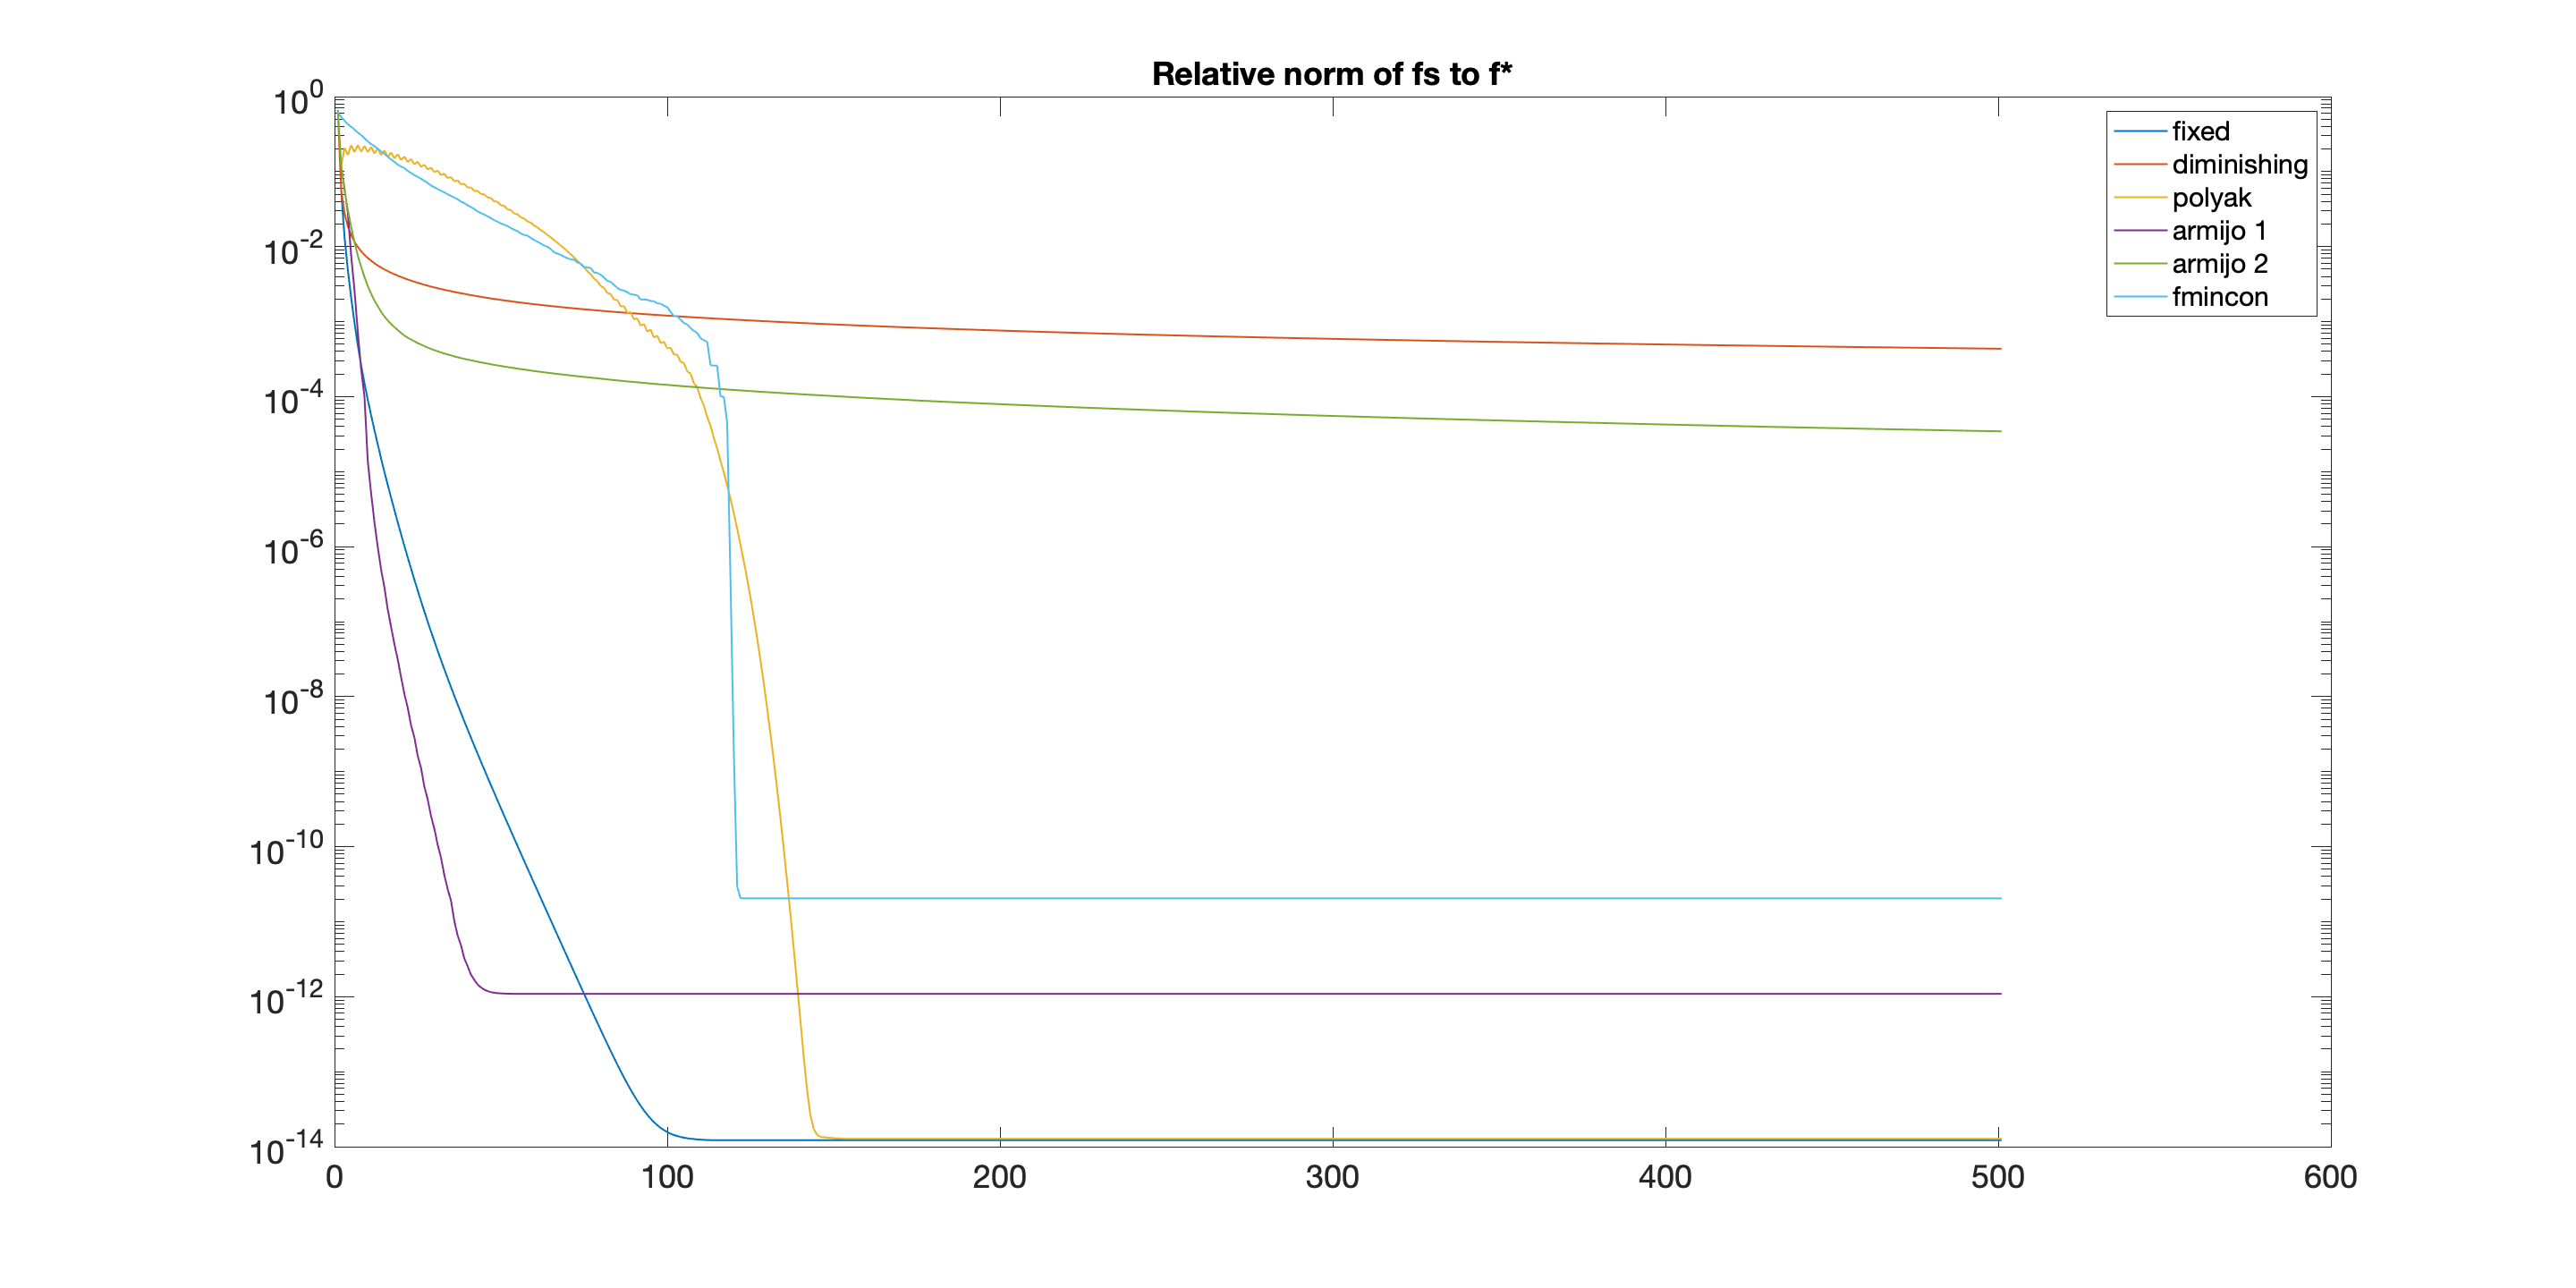 Relative norm of fs to f*
10^0
10^-2
10^-4
10^-6
10^-8
10^-10
10^-12
10^-14
0 100 200 300 400 500 600
fixed
diminishing
polyak
armijo 1
armijo 2
fmincon